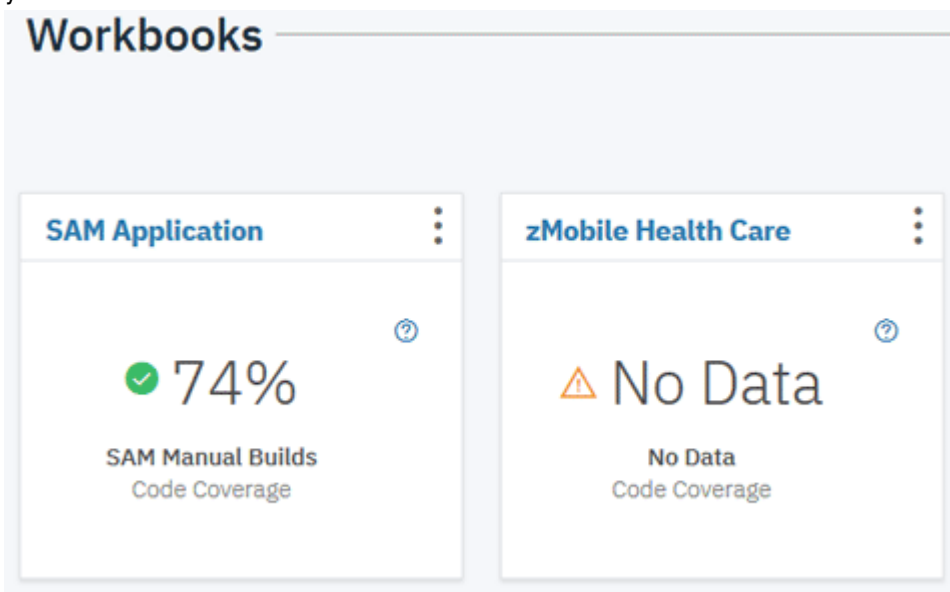 Workbooks
SAM Application
74%
SAM Manual Builds
Code Coverage
zMobile Health Care
No Data
No Data
Code Coverage